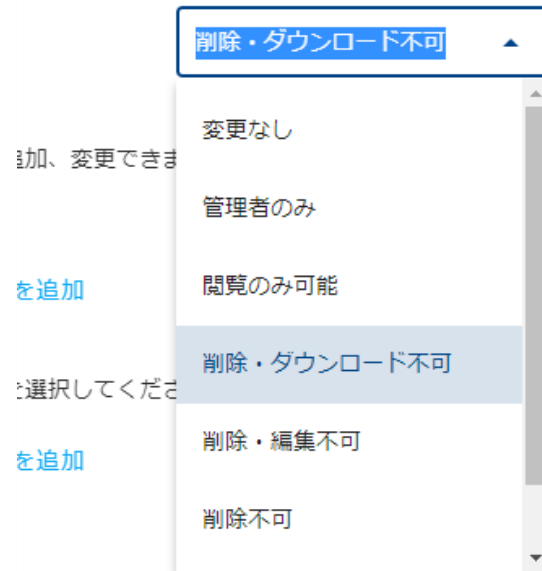 削除・ダウンロード不可
変更なし
加、変更できま
管理者のみ
を追加
閲覧のみ可能
削除・ダウンロード不可
選択してくださ
削除・編集不可
を追加
削除不可